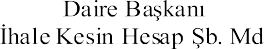 Daire Başkanı
İhale Kesin Hesap Şb. Md